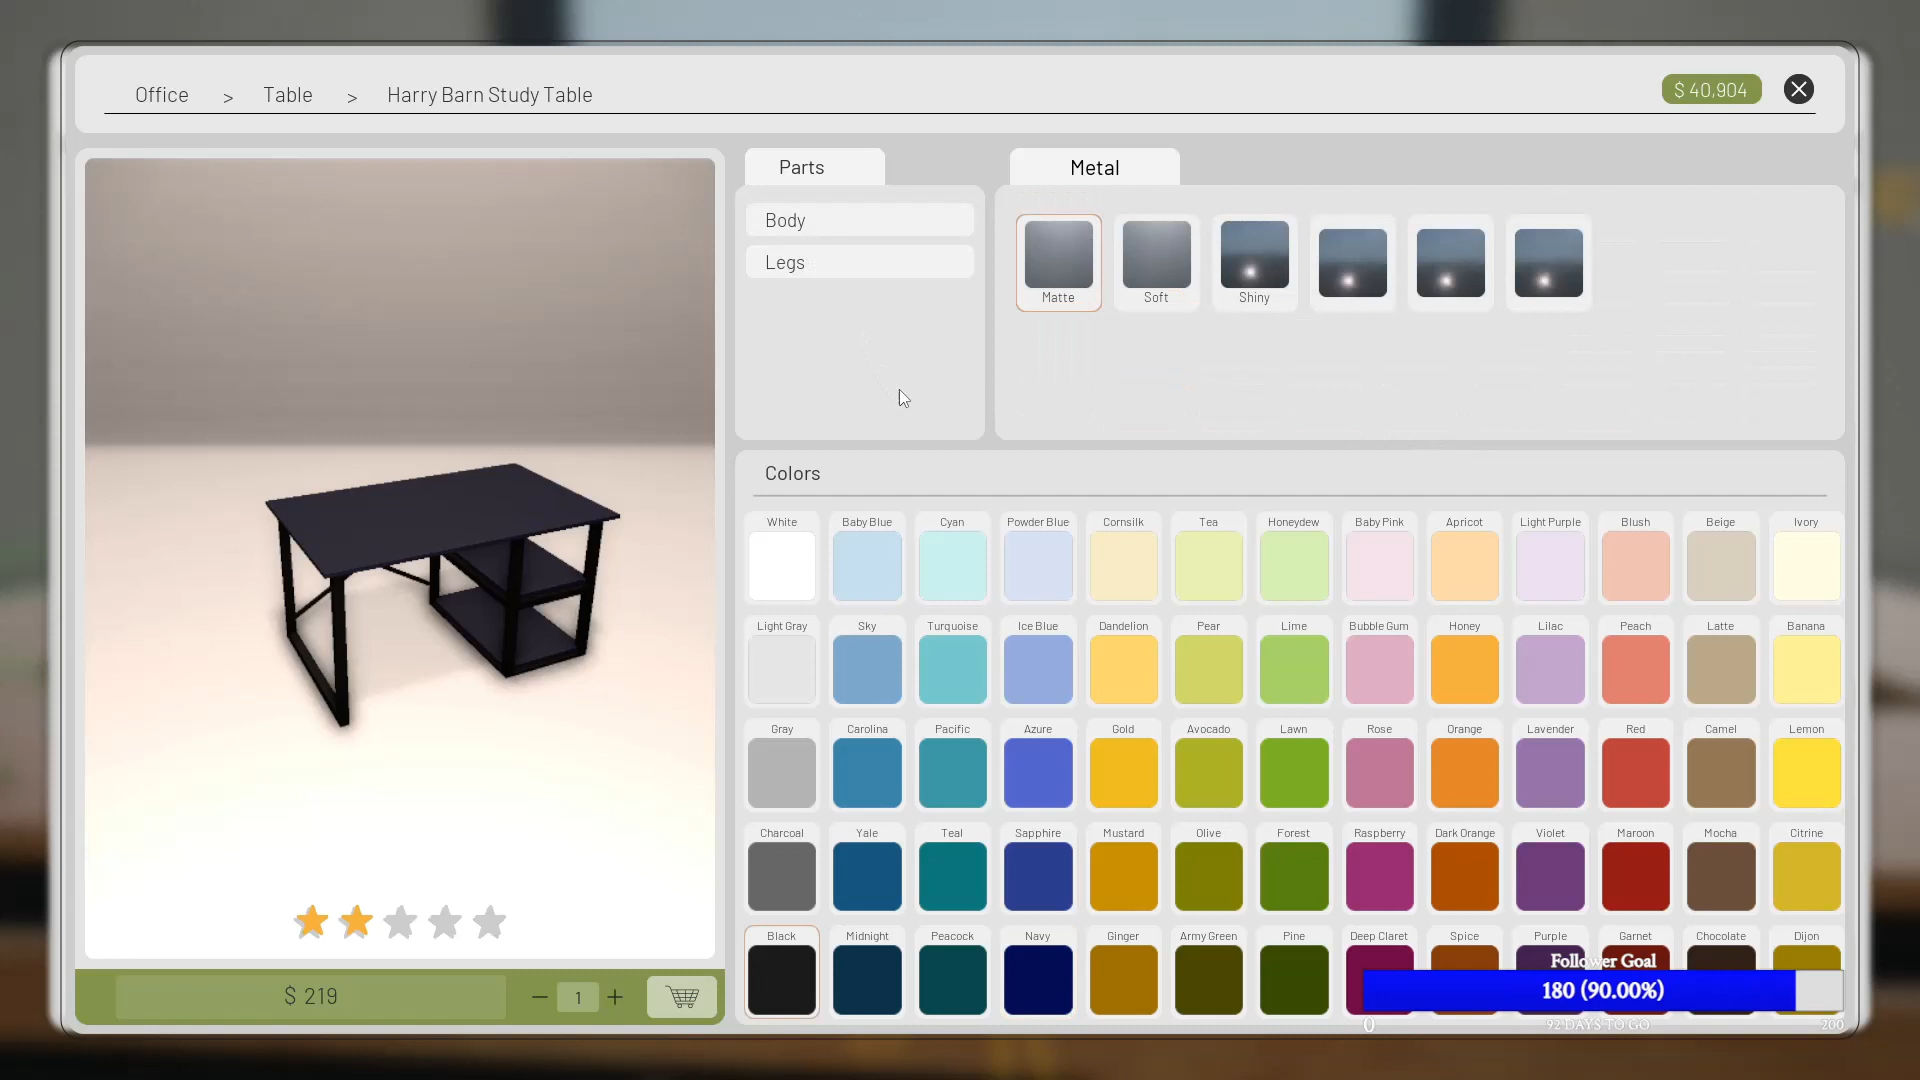 Office > Table > Harry Barn Study Table
$ 40,904
Parts
Body
Legs
Metal
Matte Soft Shiny
Colors
White Baby Blue Cyan Powder Blue Cornsilk Tea Honeydew Baby Pink Apricot Light Purple Blush Beige Ivory
Light Gray Sky Turquoise Ice Blue Dandelion Pear Lime Bubble Gum Honey Lilac Peach Latte Banana
Gray Carolina Pacific Azure Gold Avocado Lawn Rose Orange Lavender Red Camel Lemon
Charcoal Yale Teal Sapphire Mustard Olive Forest Raspberry Dark Orange Violet Maroon Mocha Citrine
Black Midnight Peacock Navy Ginger Army Green Pine Deep Claret Spice Purple Garnet Chocolate Dijon
$ 219
— 1 +
Follower Goal
180 (90.00%)
0 92 DAYS TO GO 200